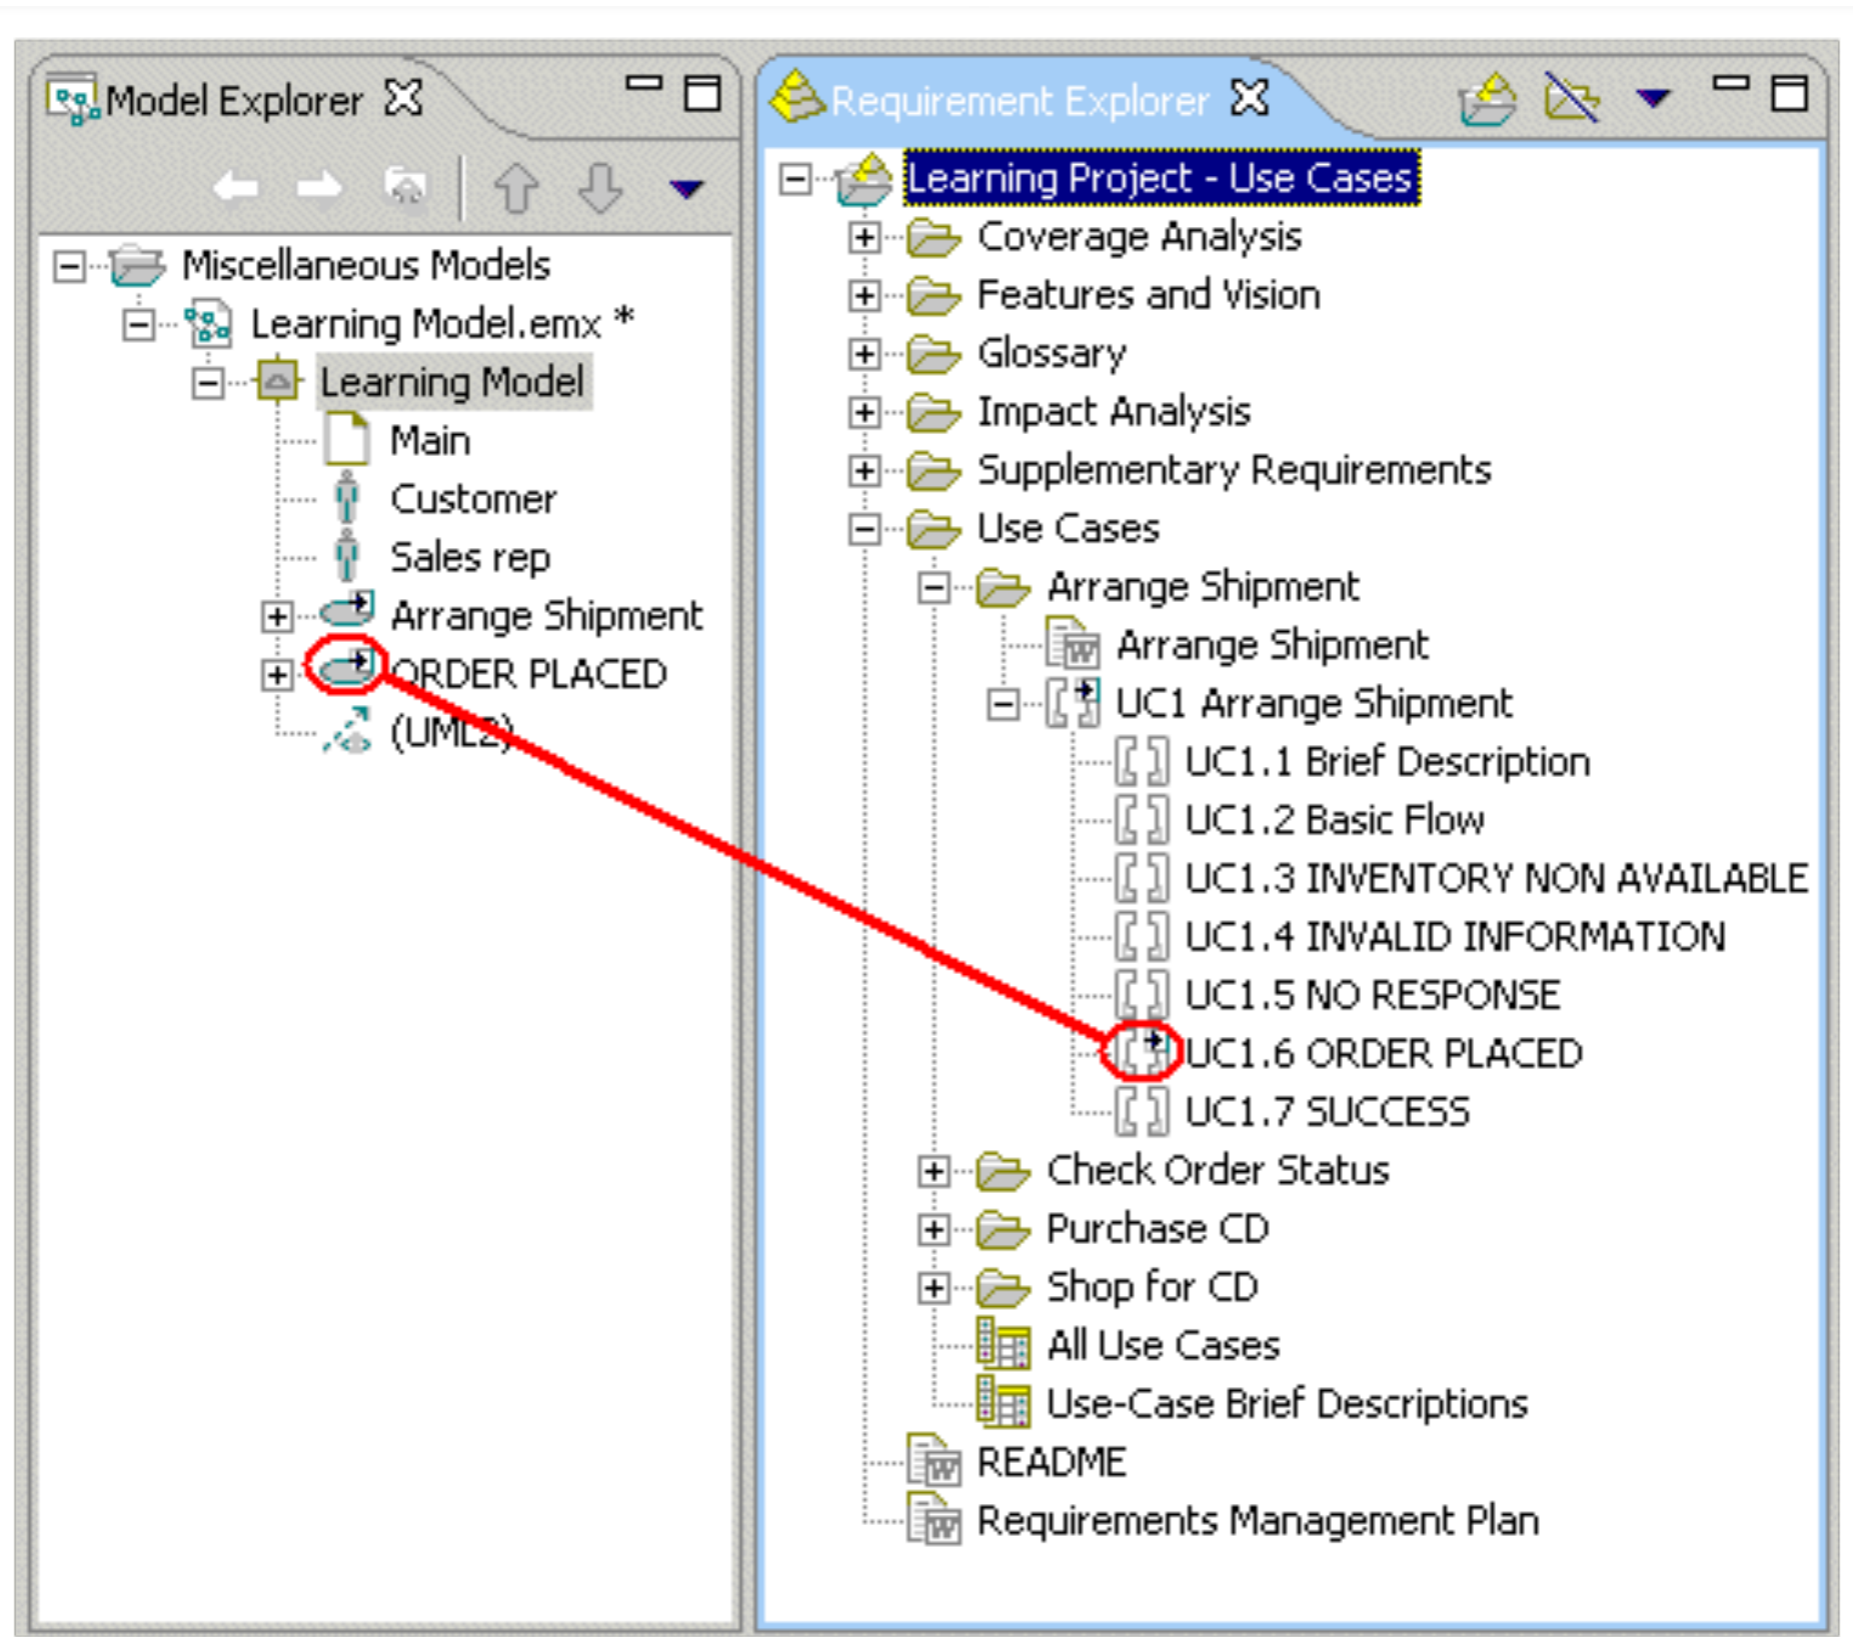 Model Explorer
Miscellaneous Models
Learning Model.emx *
Learning Model
Main
Customer
Sales rep
Arrange Shipment
ORDER PLACED
(UML2)
Requirement Explorer
Learning Project - Use Cases
Coverage Analysis
Features and Vision
Glossary
Impact Analysis
Supplementary Requirements
Use Cases
Arrange Shipment
Arrange Shipment
UC1 Arrange Shipment
UC1.1 Brief Description
UC1.2 Basic Flow
UC1.3 INVENTORY NON AVAILABLE
UC1.4 INVALID INFORMATION
UC1.5 NO RESPONSE
UC1.6 ORDER PLACED
UC1.7 SUCCESS
Check Order Status
Purchase CD
Shop for CD
All Use Cases
Use-Case Brief Descriptions
README
Requirements Management Plan